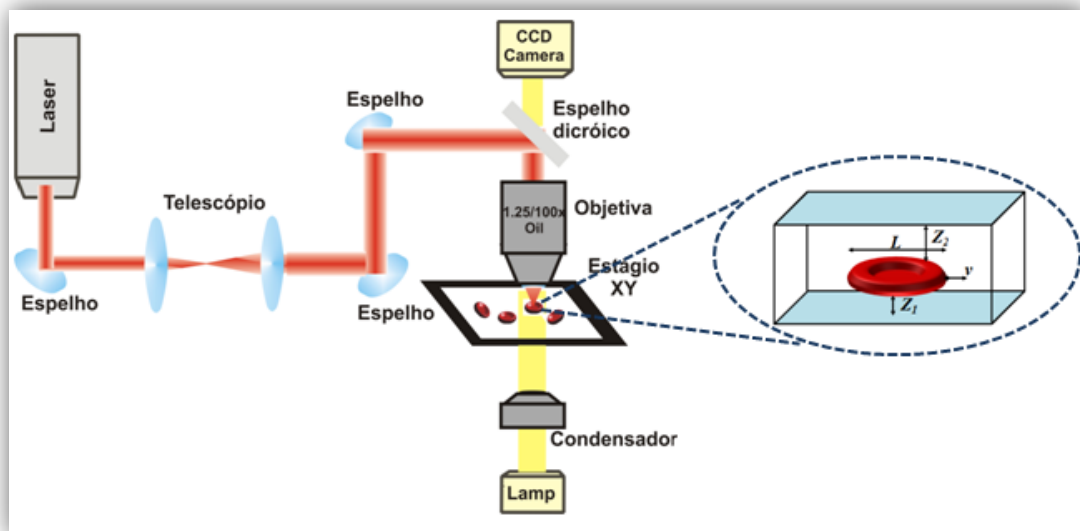 CCD
Camera
Laser
Espelho
Espelho
dicróico
Telescópio
1.25/100x
Oil
Objetiva
Estágio
XY
Espelho
Espelho
L
Z2
v
Z1
Condensador
Lamp